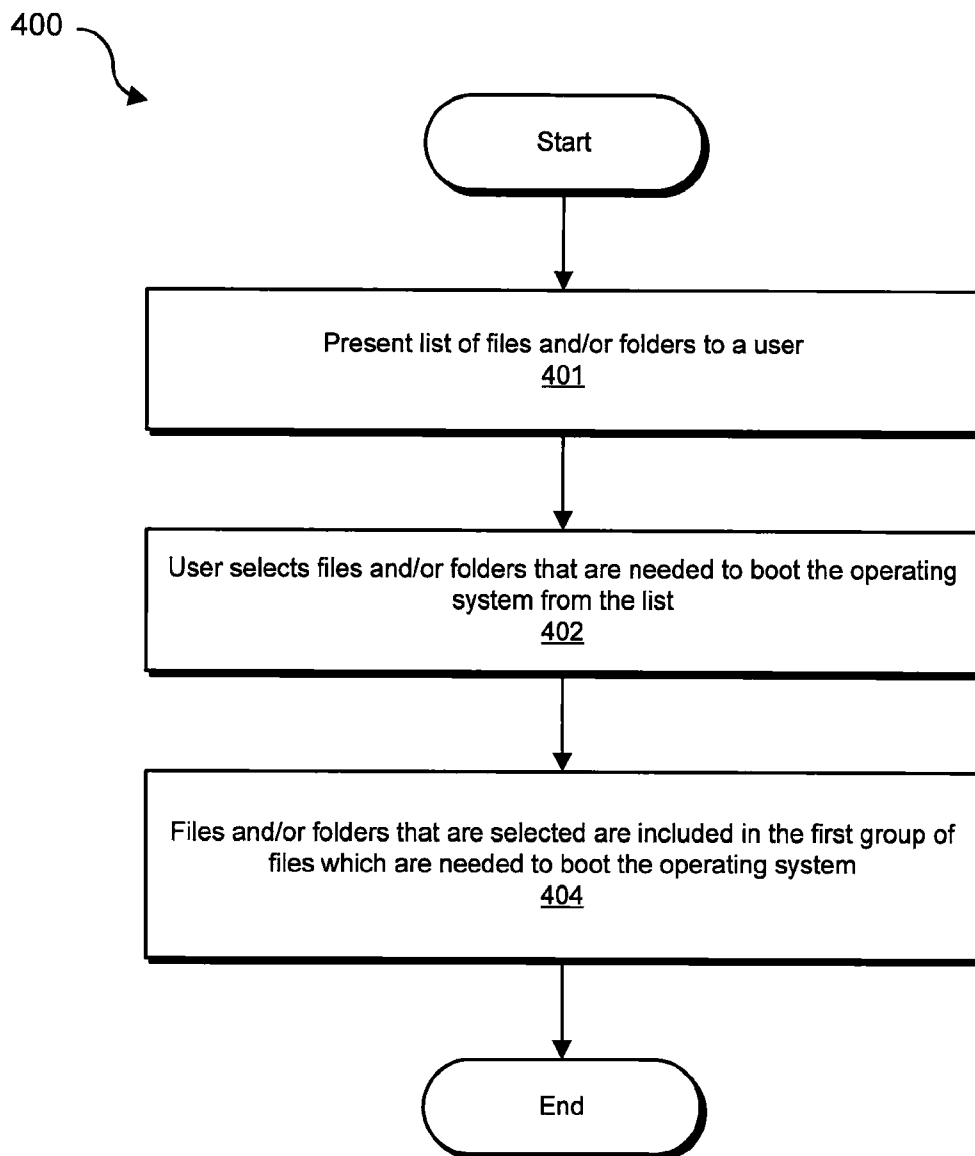 400
Start
Present list of files and/or folders to a user
401
User selects files and/or folders that are needed to boot the operating
system from the list
402
Files and/or folders that are selected are included in the first group of
files which are needed to boot the operating system
404
End